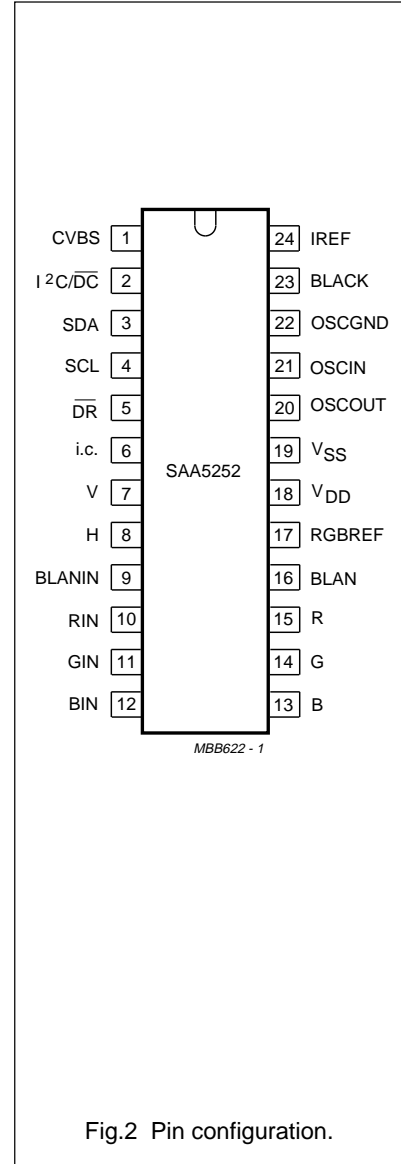 CVBS 1 24 IREF
I²C/D̅C̅ 2 23 BLACK
SDA 3 22 OSCGND
SCL 4 21 OSCIN
D̅R̅ 5 20 OSCOUT
i.c. 6 19 VSS
V 7 SAA5252 18 VDD
H 8 17 RGBREF
BLANIN 9 16 BLAN
RIN 10 15 R
GIN 11 14 G
BIN 12 13 B
MBB622 - 1
Fig.2 Pin configuration.